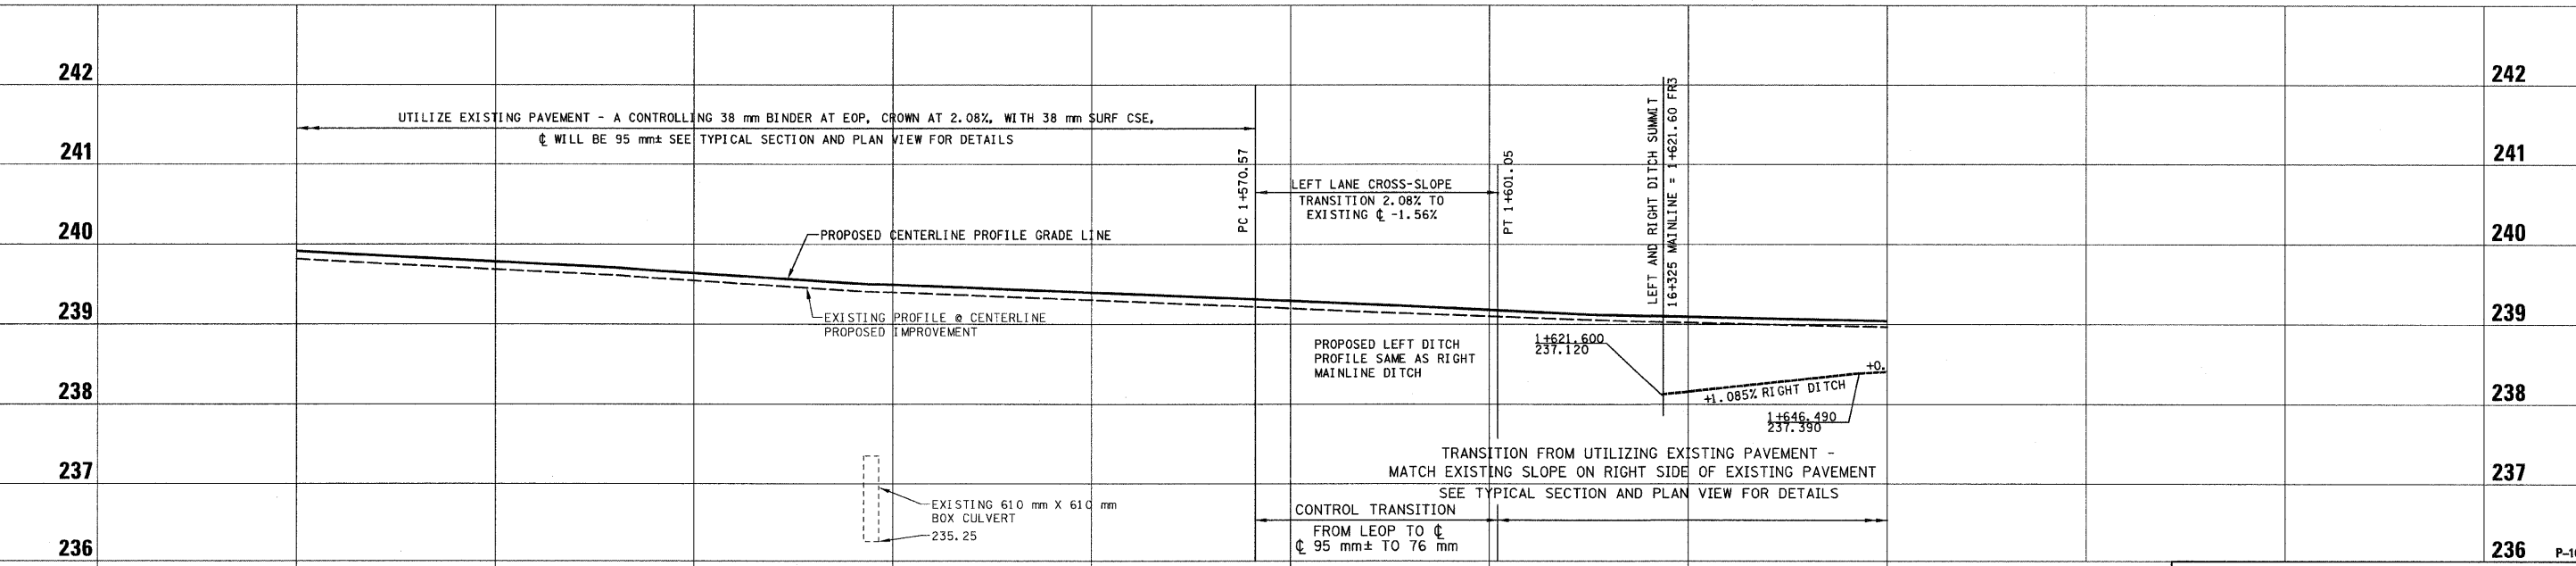 242
241
240
239
238
237
236
UTILIZE EXISTING PAVEMENT - A CONTROLLING 38 mm BINDER AT EOP, CROWN AT 2.08%, WITH 38 mm SURF CSE,
℄ WILL BE 95 mm± SEE TYPICAL SECTION AND PLAN VIEW FOR DETAILS
PROPOSED CENTERLINE PROFILE GRADE LINE
EXISTING PROFILE @ CENTERLINE
PROPOSED IMPROVEMENT
EXISTING 610 mm X 610 mm
BOX CULVERT
235.25
PC 1+570.57
LEFT LANE CROSS-SLOPE
TRANSITION 2.08% TO
EXISTING ℄ -1.56%
PT 1+601.05
LEFT AND RIGHT DITCH SUMMIT
16+325 MAINLINE = 1+621.60 FR3
PROPOSED LEFT DITCH
PROFILE SAME AS RIGHT
MAINLINE DITCH
1+621.600
237.120
+1.085% RIGHT DITCH
+0.
1+646.490
237.390
TRANSITION FROM UTILIZING EXISTING PAVEMENT -
MATCH EXISTING SLOPE ON RIGHT SIDE OF EXISTING PAVEMENT
SEE TYPICAL SECTION AND PLAN VIEW FOR DETAILS
CONTROL TRANSITION
FROM LEOP TO ℄
℄ 95 mm± TO 76 mm
242
241
240
239
238
237
236